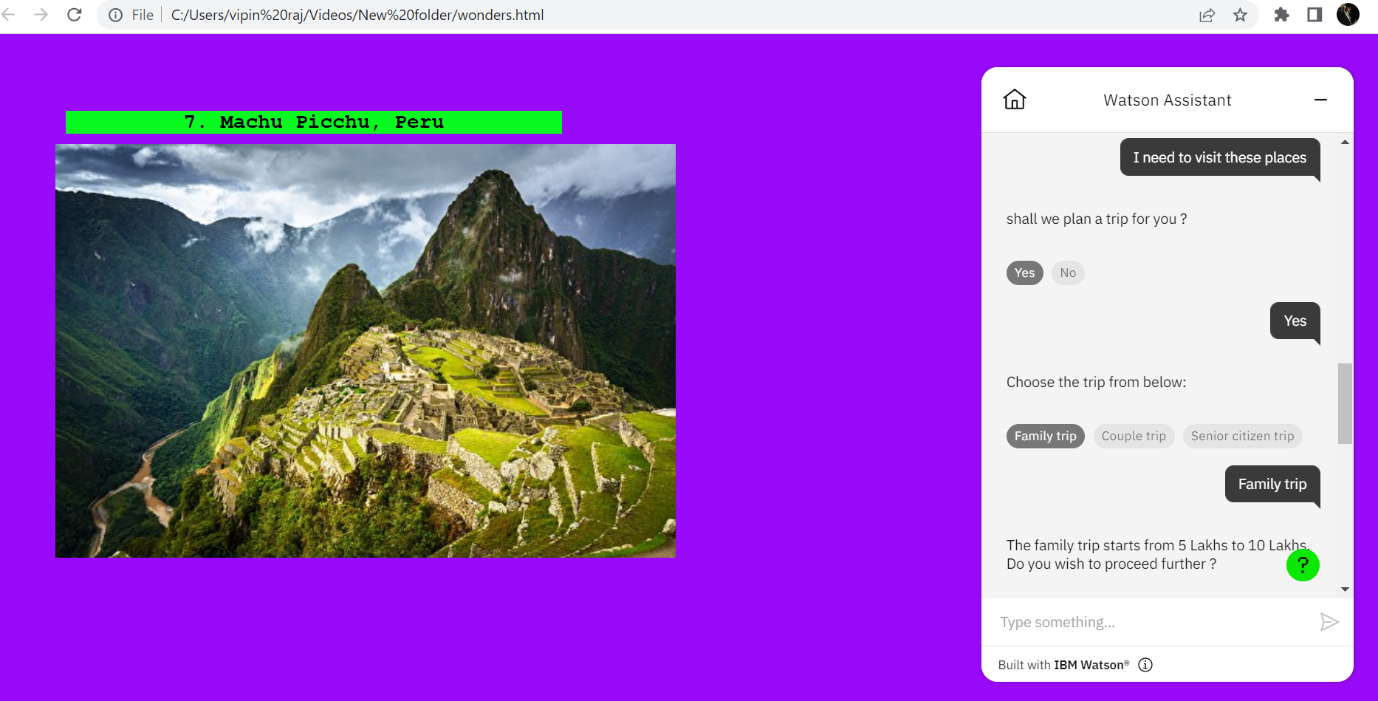 File
C:/Users/vipin%20raj/Videos/New%20folder/wonders.html
7. Machu Picchu, Peru
Watson Assistant
I need to visit these places
shall we plan a trip for you ?
Yes No
Yes
Choose the trip from below:
Family trip Couple trip Senior citizen trip
Family trip
The family trip starts from 5 Lakhs to 10 Lakhs.
Do you wish to proceed further ?
?
Type something...
Built with IBM Watson®